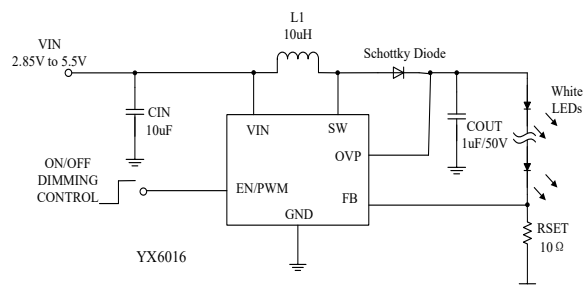 L1
10uH
VIN
2.85V to 5.5V
Schottky Diode
CIN
10uF
VIN
SW
OVP
EN/PWM
FB
GND
COUT
1uF/50V
White
LEDs
ON/OFF
DIMMING
CONTROL
RSET
10Ω
YX6016